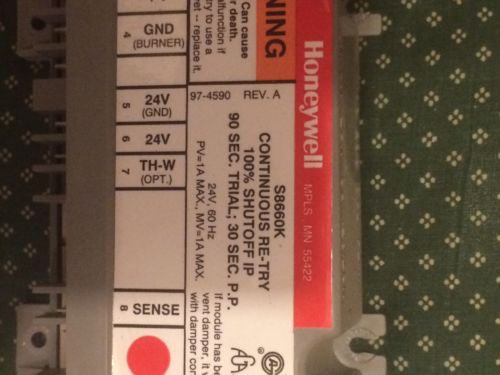 Honeywell MPLS. MN 55422
NING
Can cause
r death.
malfunction if
ry to use a
ret -- replace it.
97-4590 REV. A
S8660K
CONTINUOUS RE-TRY
100% SHUTOFF IP
90 SEC. TRIAL; 30 SEC. P.P.
24V, 60 Hz
PV=1A MAX., MV=1A MAX.
If module has be
vent damper, it w
with damper con
4 GND
(BURNER)
5 24V
(GND)
6 24V
7 TH-W
(OPT.)
8 SENSE